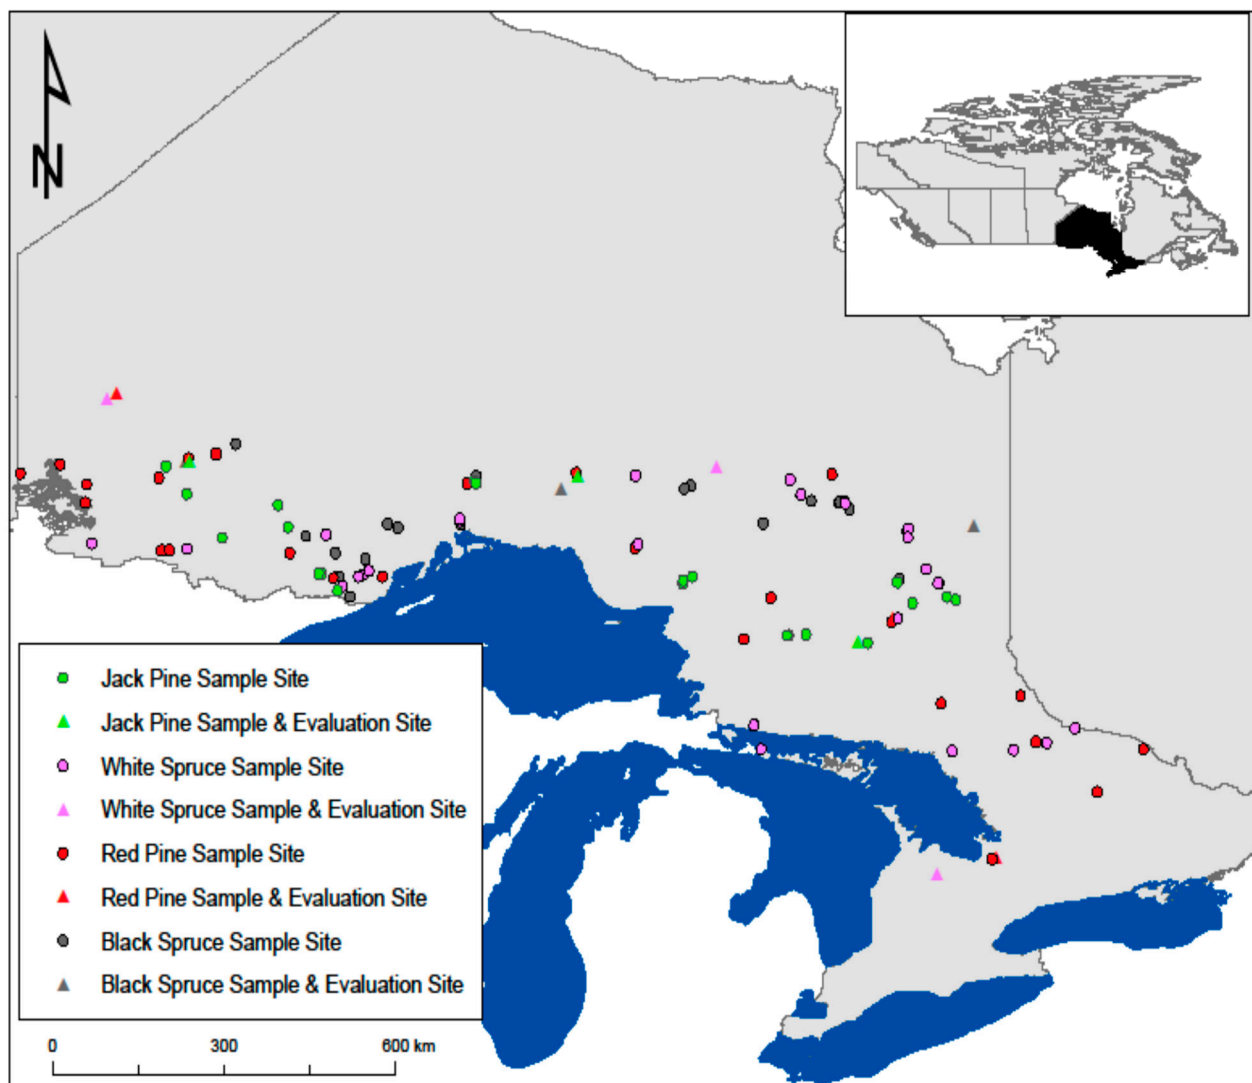 N
Jack Pine Sample Site
Jack Pine Sample & Evaluation Site
White Spruce Sample Site
White Spruce Sample & Evaluation Site
Red Pine Sample Site
Red Pine Sample & Evaluation Site
Black Spruce Sample Site
Black Spruce Sample & Evaluation Site
0 300 600 km